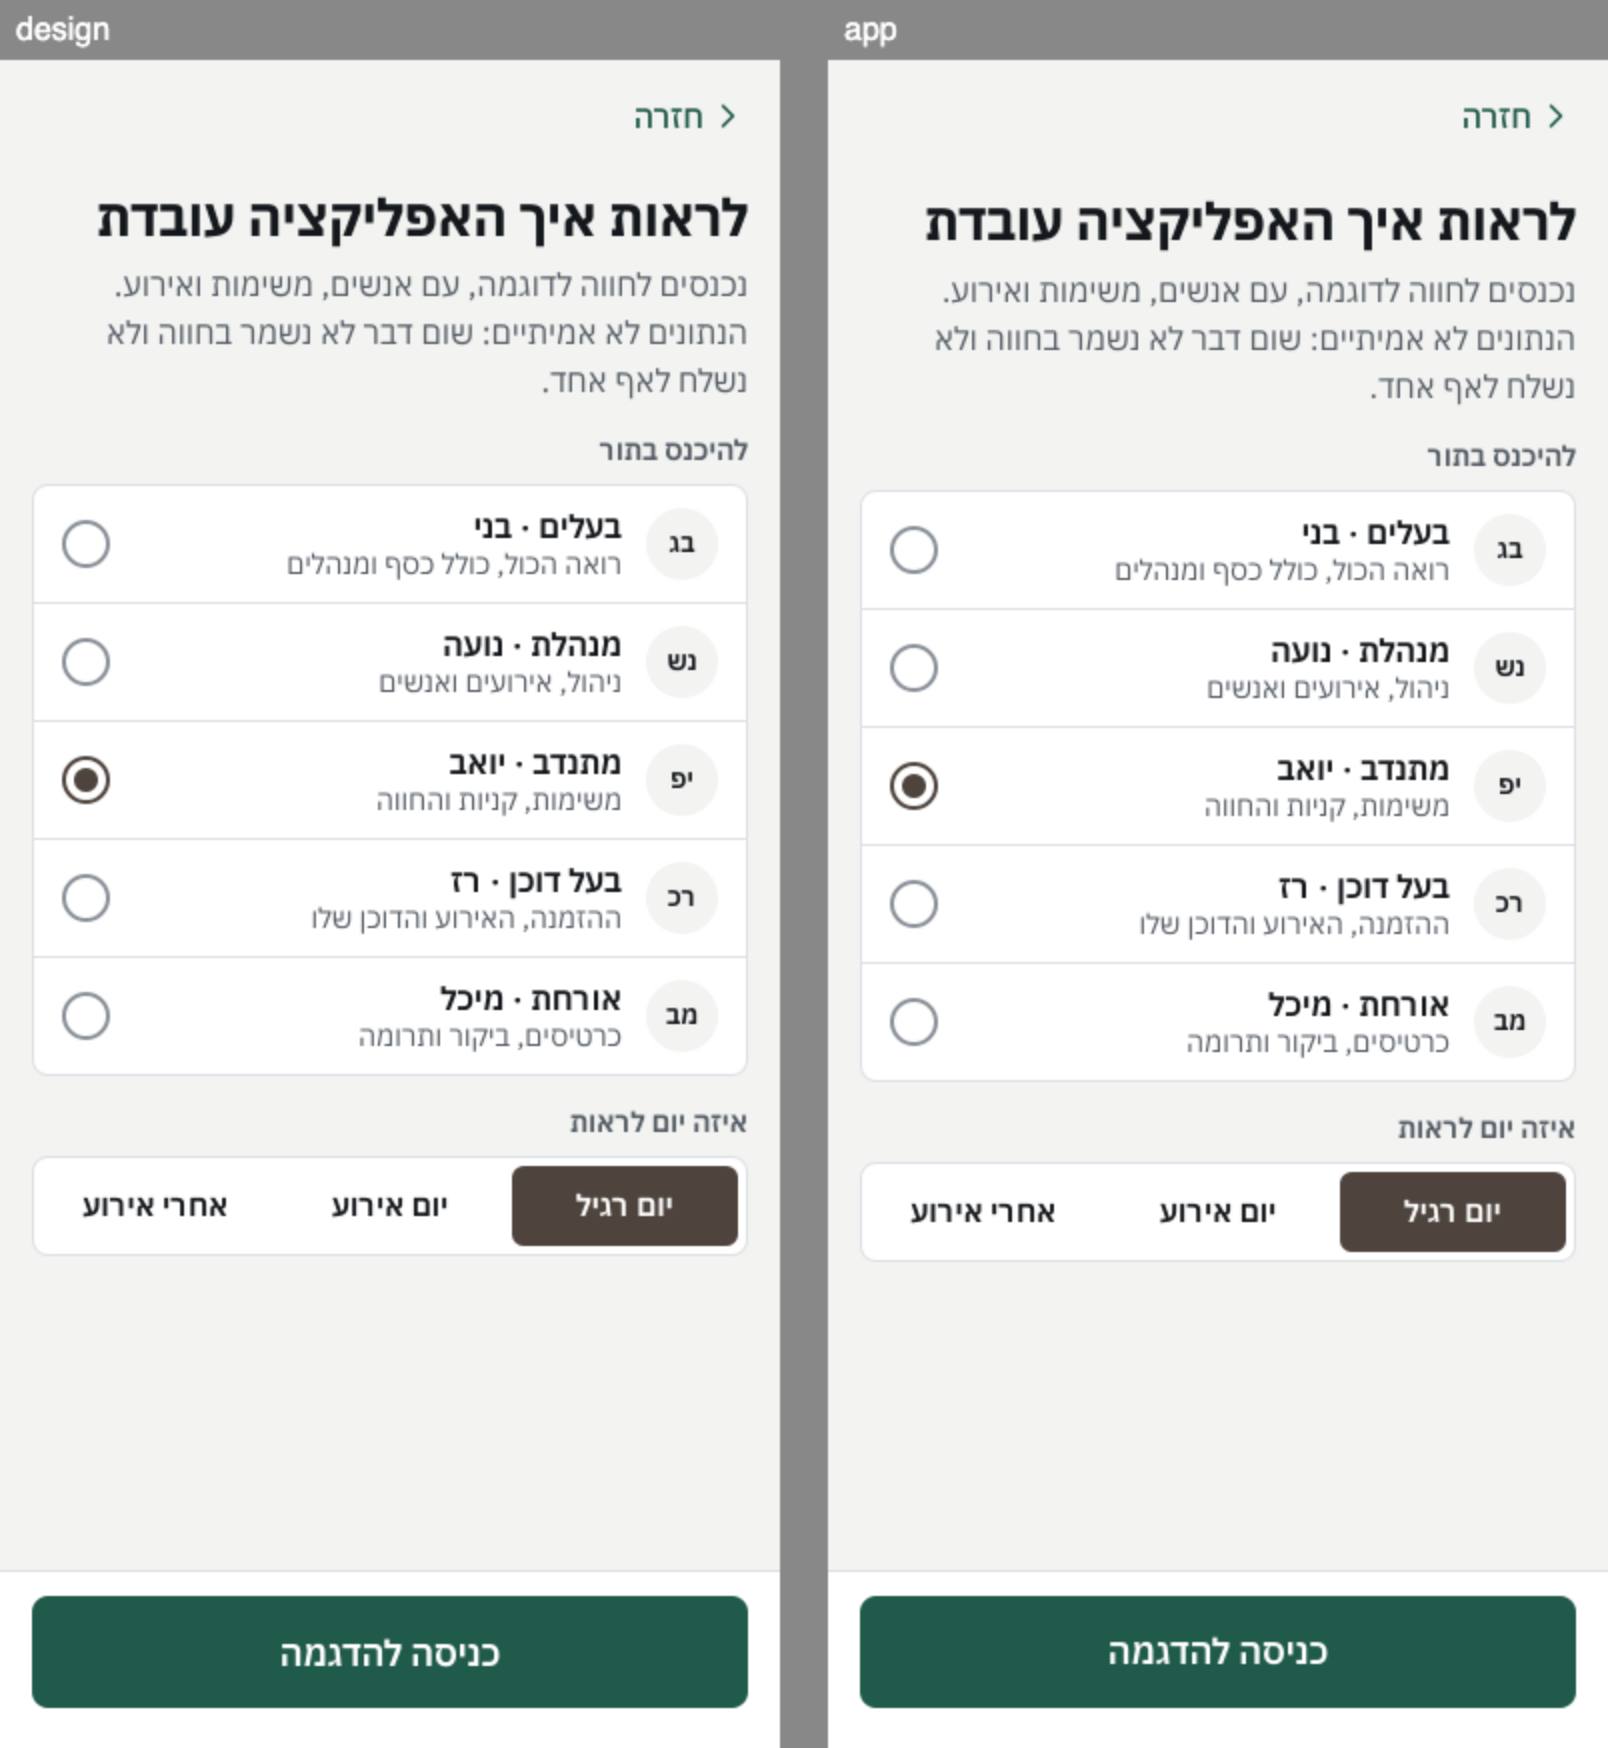 design
חזרה
לראות איך האפליקציה עובדת
נכנסים לחווה לדוגמה, עם אנשים, משימות ואירוע.
הנתונים לא אמיתיים: שום דבר לא נשמר בחווה ולא
נשלח לאף אחד.
להיכנס בתור
בג
בעלים · בני
רואה הכול, כולל כסף ומנהלים
נש
מנהלת · נועה
ניהול, אירועים ואנשים
יפ
מתנדב · יואב
משימות, קניות והחווה
רכ
בעל דוכן · רז
ההזמנה, האירוע והדוכן שלו
מב
אורחת · מיכל
כרטיסים, ביקור ותרומה
איזה יום לראות
יום רגיל
יום אירוע
אחרי אירוע
כניסה להדגמה
app
חזרה
לראות איך האפליקציה עובדת
נכנסים לחווה לדוגמה, עם אנשים, משימות ואירוע.
הנתונים לא אמיתיים: שום דבר לא נשמר בחווה ולא
נשלח לאף אחד.
להיכנס בתור
בג
בעלים · בני
רואה הכול, כולל כסף ומנהלים
נש
מנהלת · נועה
ניהול, אירועים ואנשים
יפ
מתנדב · יואב
משימות, קניות והחווה
רכ
בעל דוכן · רז
ההזמנה, האירוע והדוכן שלו
מב
אורחת · מיכל
כרטיסים, ביקור ותרומה
איזה יום לראות
יום רגיל
יום אירוע
אחרי אירוע
כניסה להדגמה